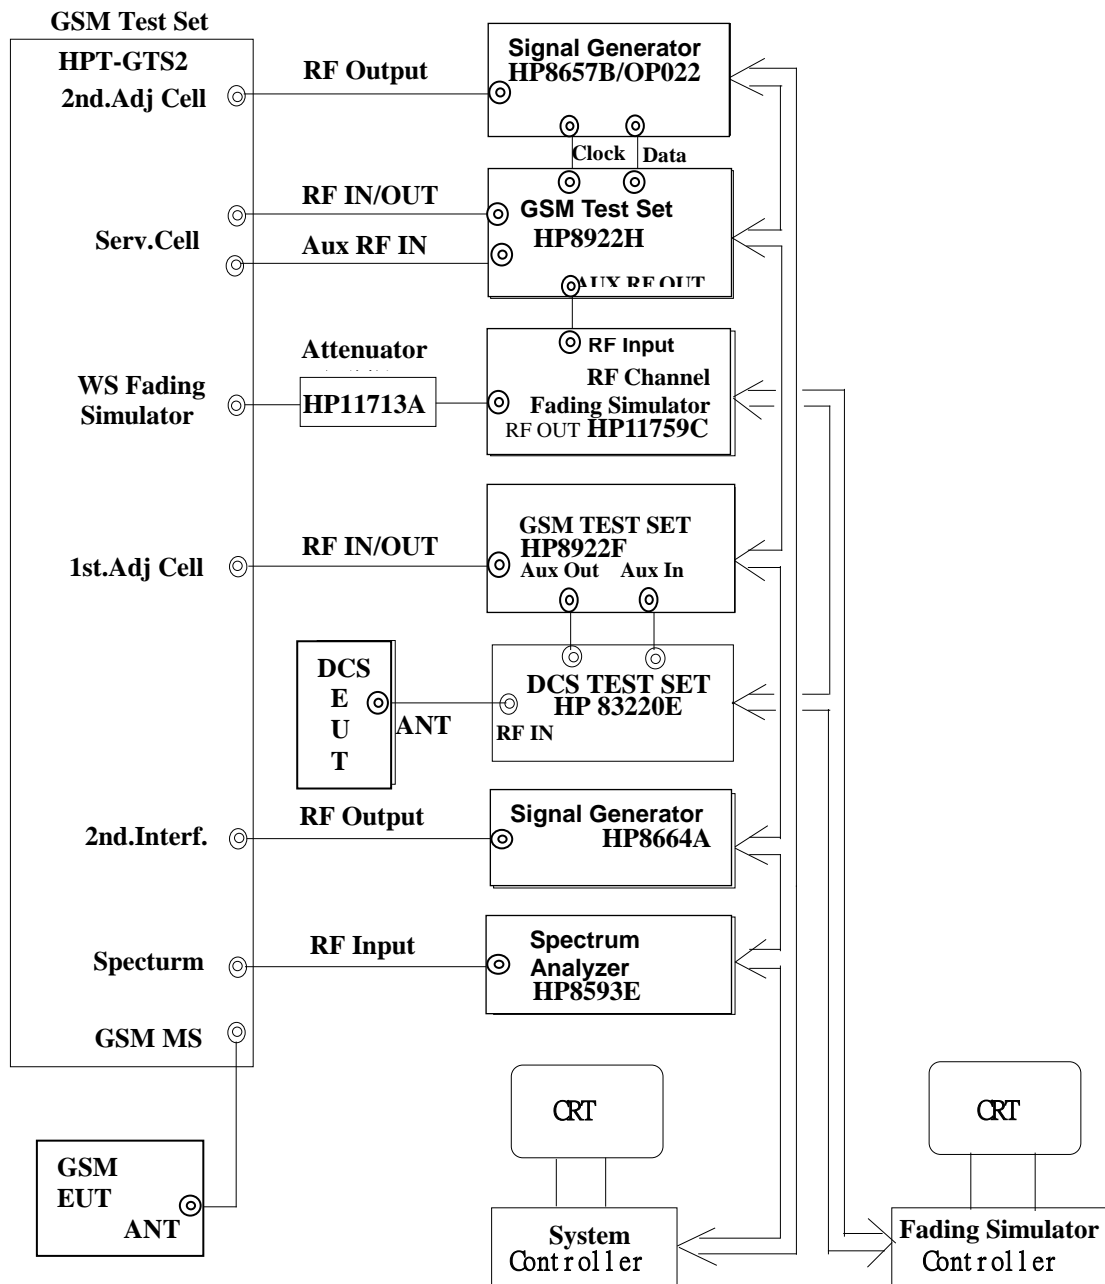 GSM Test Set
HPT-GTS2
2nd.Adj Cell
RF Output
Signal Generator
HP8657B/OP022
Clock
Data
Serv.Cell
RF IN/OUT
Aux RF IN
GSM Test Set
HP8922H
AUX RF OUT
WS Fading
Simulator
Attenuator
HP11713A
RF Input
RF Channel
Fading Simulator
RF OUT HP11759C
1st.Adj Cell
RF IN/OUT
GSM TEST SET
HP8922F
Aux Out
Aux In
DCS
E
U
T
ANT
DCS TEST SET
HP 83220E
RF IN
2nd.Interf.
RF Output
Signal Generator
HP8664A
Specturm
RF Input
Spectrum
Analyzer
HP8593E
GSM MS
GSM
EUT
ANT
CRT
System
Controller
CRT
Fading Simulator
Controller